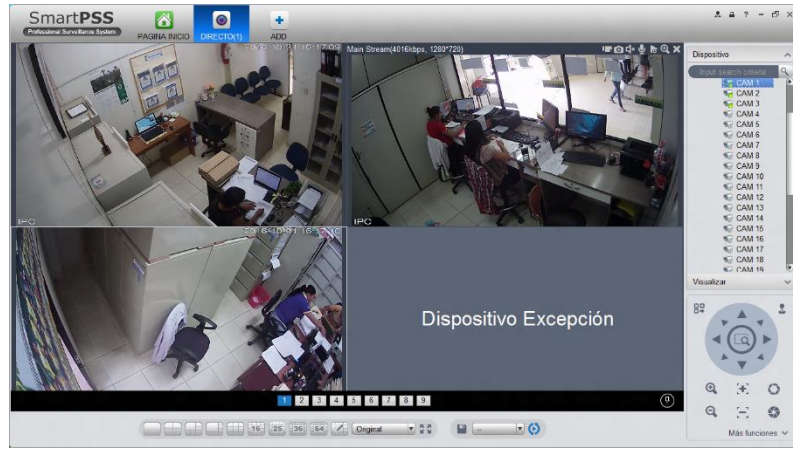 SmartPSS
Professional Surveillance System
PAGINA INICIO
DIRECTO(1)
ADD
Main Stream(4016kbps, 1280*720)
IPC
IPC
Dispositivo Excepción
1 2 3 4 5 6 7 8 9
16 25 36 64
Original
Dispositivo
Input search criteria
CAM 1
CAM 2
CAM 3
CAM 4
CAM 5
CAM 6
CAM 7
CAM 8
CAM 9
CAM 10
CAM 11
CAM 12
CAM 13
CAM 14
CAM 15
CAM 16
CAM 17
CAM 18
CAM 19
Visualizar
Más funciones